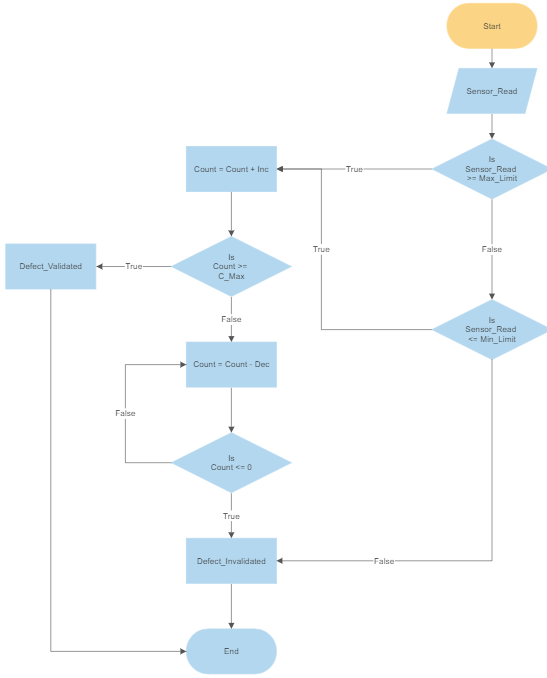 Start
Sensor_Read
Is
Sensor_Read
>= Max_Limit
True
Count = Count + Inc
False
True
Is
Count >=
C_Max
True
Defect_Validated
False
Is
Sensor_Read
<= Min_Limit
Count = Count - Dec
False
Is
Count <= 0
True
Defect_Invalidated
False
End